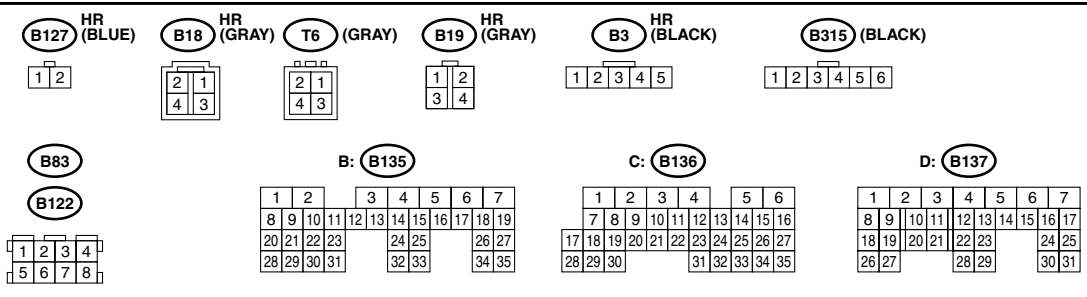 B127 HR (BLUE)
B18 HR (GRAY)
T6 (GRAY)
B19 HR (GRAY)
B3 HR (BLACK)
B315 (BLACK)
1 2
2 1
4 3
2 1
4 3
1 2
3 4
1 2 3 4 5
1 2 3 4 5 6
B83
B122
1 2 3 4
5 6 7 8
B: B135
1 2 3 4 5 6 7
8 9 10 11 12 13 14 15 16 17 18 19
20 21 22 23 24 25 26 27
28 29 30 31 32 33 34 35
C: B136
1 2 3 4 5 6
7 8 9 10 11 12 13 14 15 16
17 18 19 20 21 22 23 24 25 26 27
28 29 30 31 32 33 34 35
D: B137
1 2 3 4 5 6 7
8 9 10 11 12 13 14 15 16 17
18 19 20 21 22 23 24 25
26 27 28 29 30 31